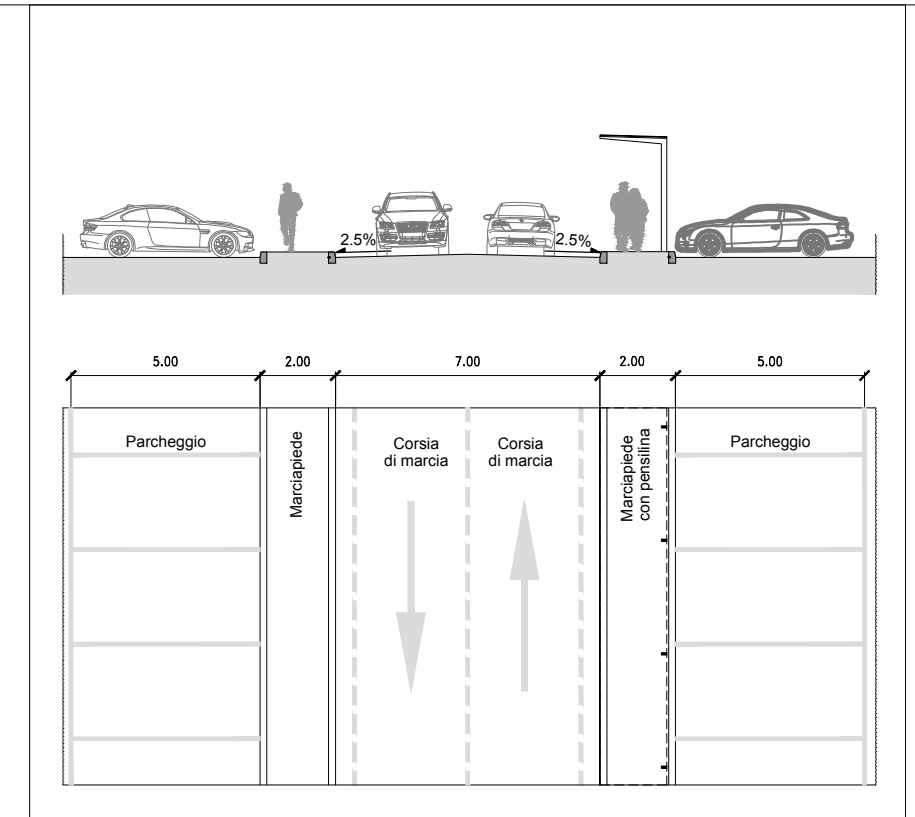 2.5%
2.5%
5.00
2.00
7.00
2.00
5.00
Parcheggio
Marciapiede
Corsia
di marcia
Corsia
di marcia
Marciapiede
con pensilina
Parcheggio